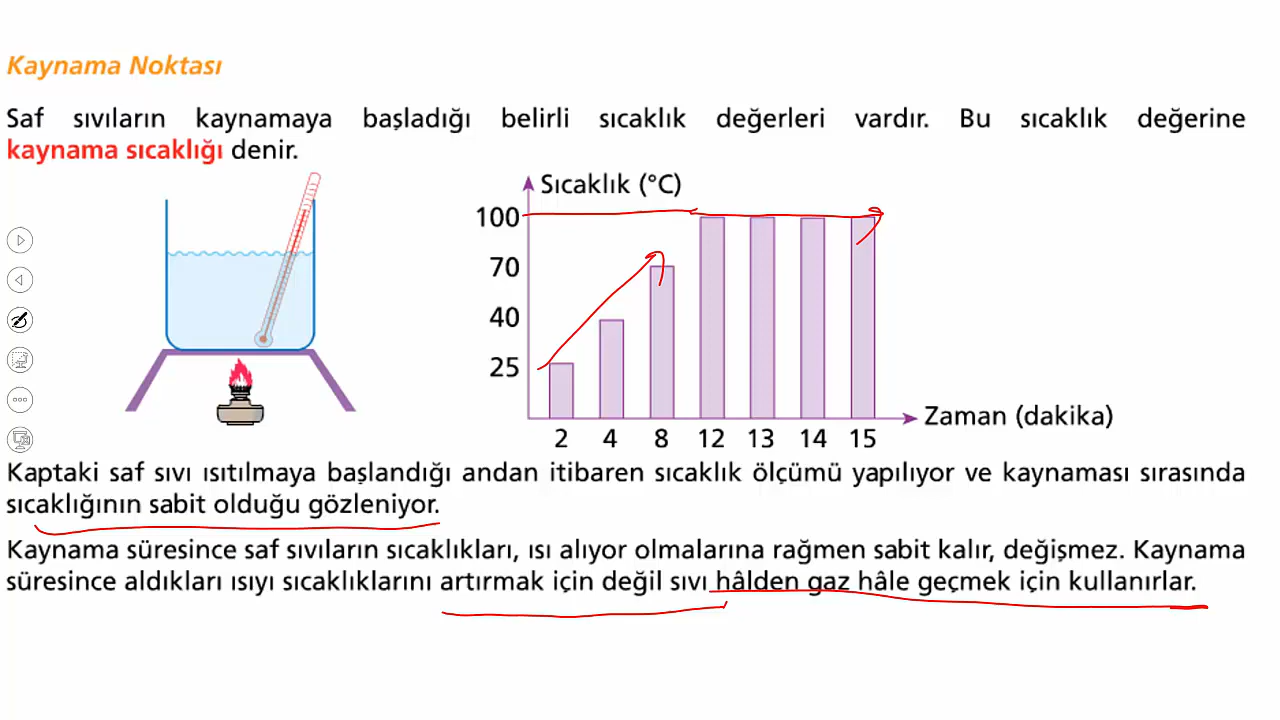 Kaynama Noktası
Saf sıvıların kaynamaya başladığı belirli sıcaklık değerleri vardır. Bu sıcaklık değerine
kaynama sıcaklığı denir.
Sıcaklık (°C)
100
70
40
25
2 4 8 12 13 14 15
Zaman (dakika)
Kaptaki saf sıvı ısıtılmaya başlandığı andan itibaren sıcaklık ölçümü yapılıyor ve kaynaması sırasında
sıcaklığının sabit olduğu gözleniyor.
Kaynama süresince saf sıvıların sıcaklıkları, ısı alıyor olmalarına rağmen sabit kalır, değişmez. Kaynama
süresince aldıkları ısıyı sıcaklıklarını artırmak için değil sıvı hâlden gaz hâle geçmek için kullanırlar.